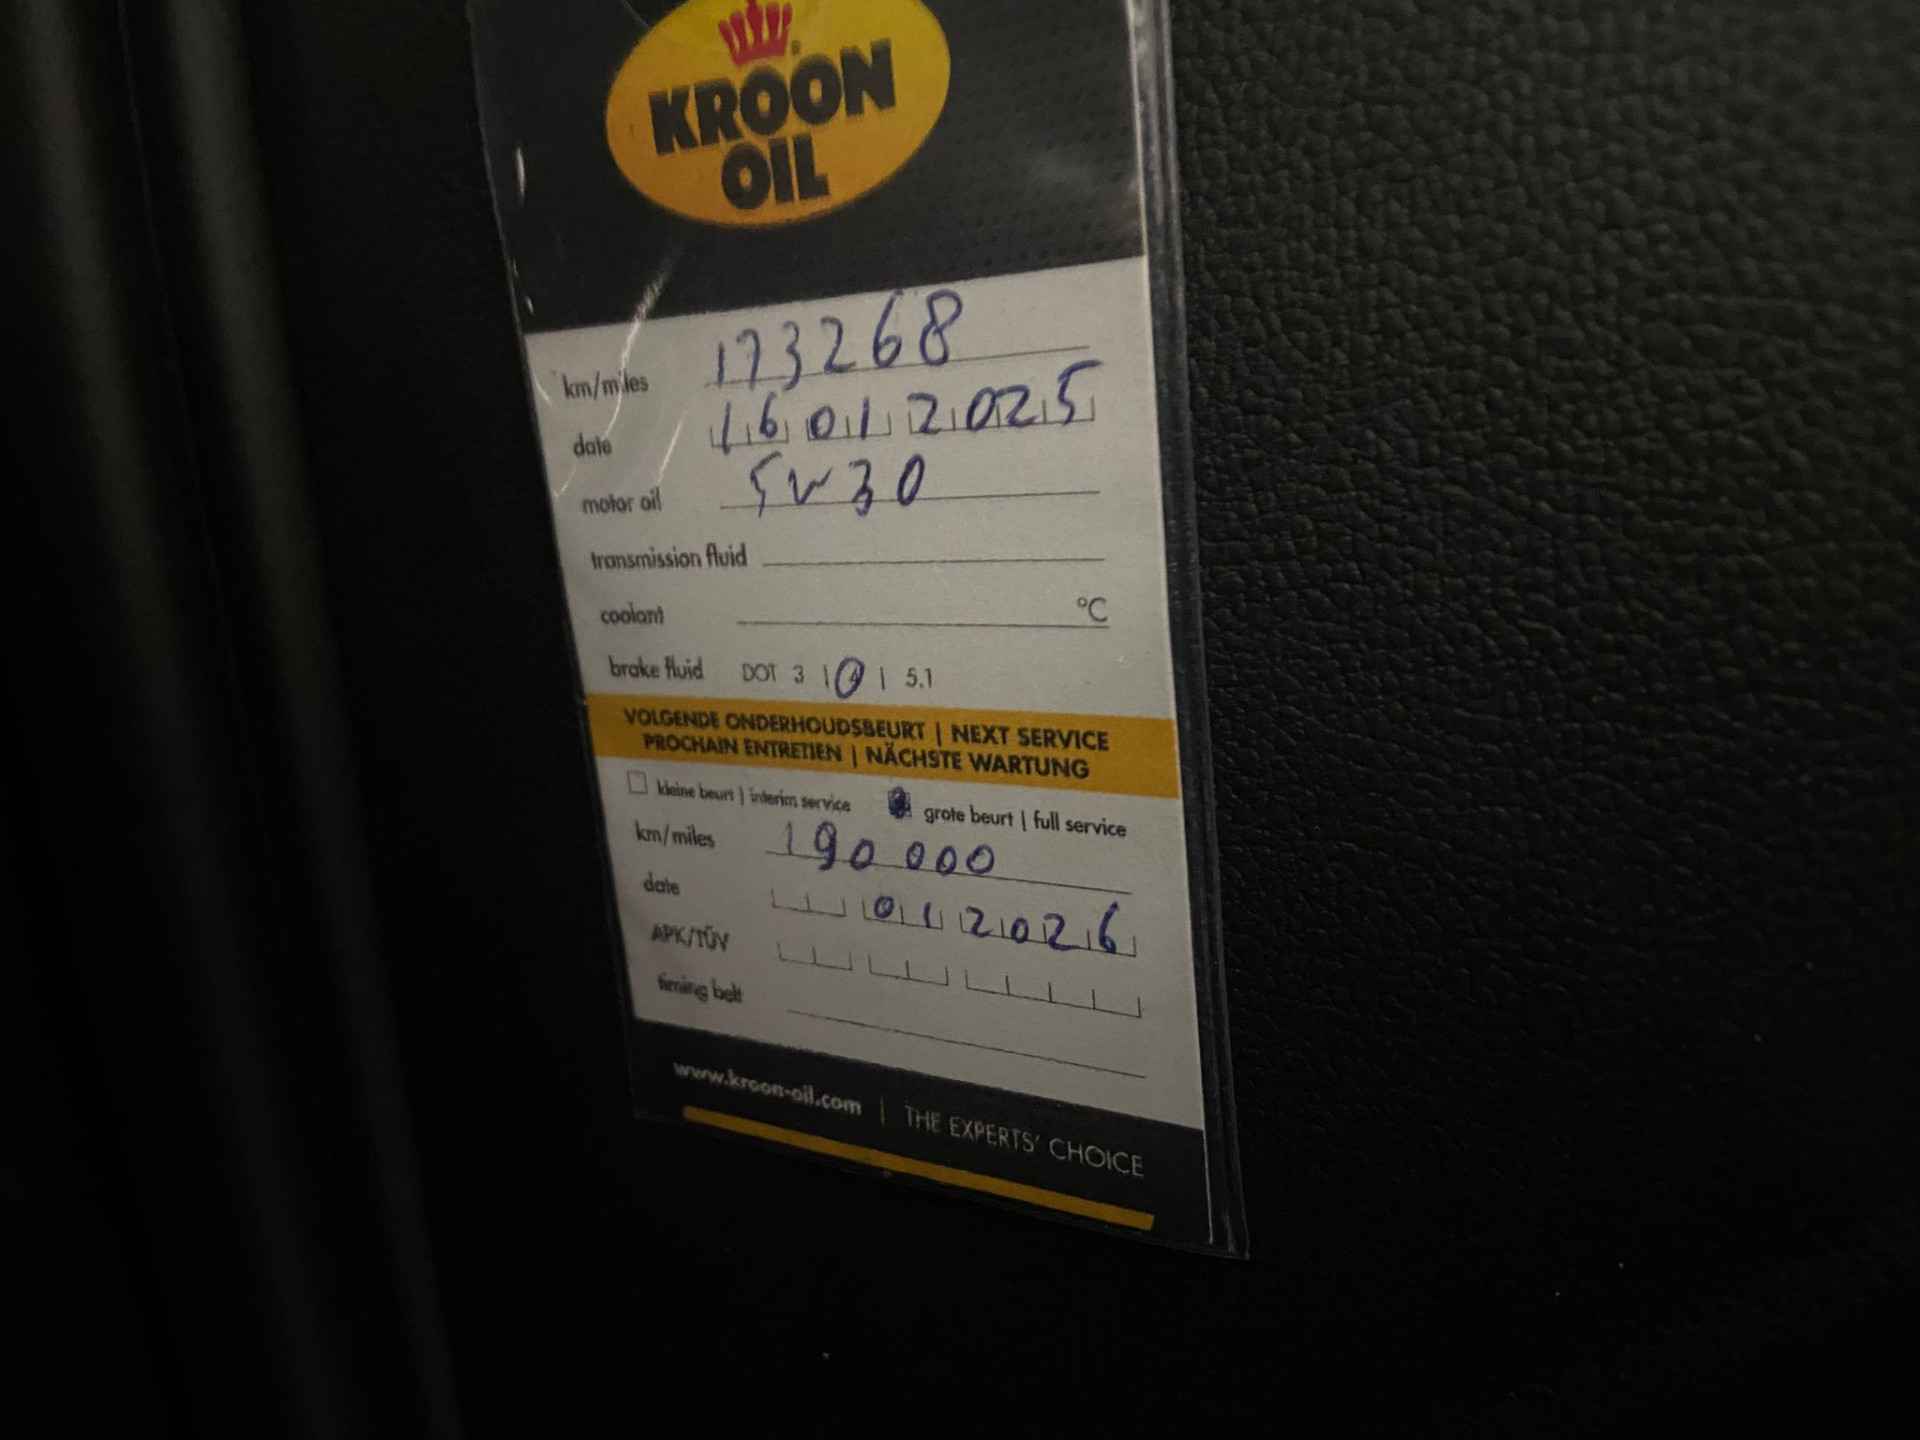 KROON
OIL
km/miles 173268
date 16 01 2025
motor oil 5w30
transmission fluid
coolant °C
brake fluid DOT 3 | 4 | 5.1
VOLGENDE ONDERHOUDSBEURT | NEXT SERVICE
PROCHAIN ENTRETIEN | NÄCHSTE WARTUNG
kleine beurt | interim service grote beurt | full service
km/miles 190 000
date 01 2026
APK/TÜV
timing belt
www.kroon-oil.com | THE EXPERTS' CHOICE